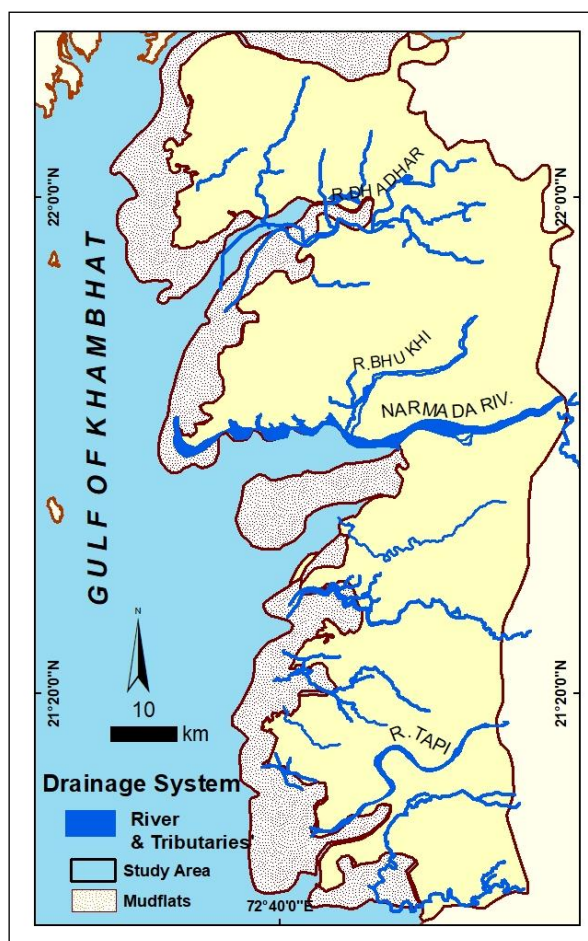 R.DHADHAR
22°0'0"N
22°0'0"N
GULF OF KHAMBHAT
R.BHUKHI
NARMADA RIV.
N
21°20'0"N
21°20'0"N
10
km
R. TAPI
Drainage System
River
& Tributaries
Study Area
Mudflats
72°40'0"E